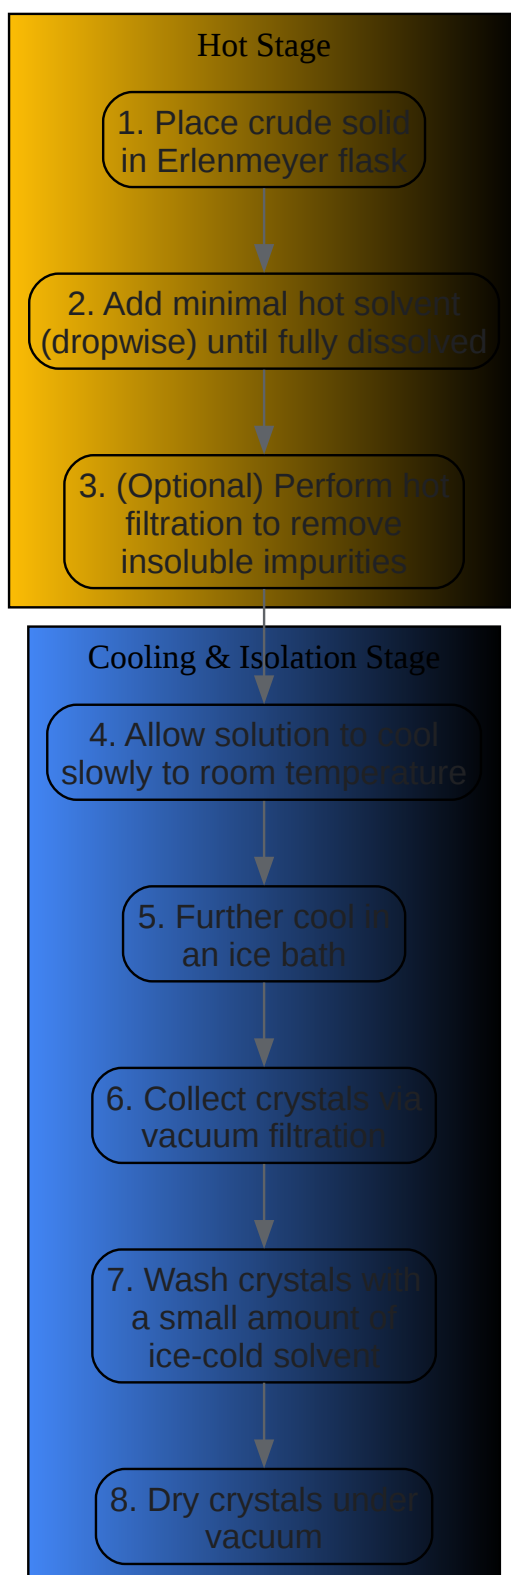 Hot Stage
1. Place crude solid
in Erlenmeyer flask
2. Add minimal hot solvent
(dropwise) until fully dissolved
3. (Optional) Perform hot
filtration to remove
insoluble impurities
Cooling & Isolation Stage
4. Allow solution to cool
slowly to room temperature
5. Further cool in
an ice bath
6. Collect crystals via
vacuum filtration
7. Wash crystals with
a small amount of
ice-cold solvent
8. Dry crystals under
vacuum